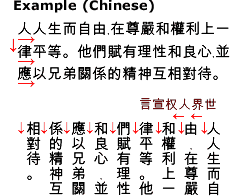 Example (Chinese)
人人生而自由,在尊嚴和權利上一
律平等。他們賦有理性和良心,並
應以兄弟關係的精神互相對待。
世界人权宣言
人人生而自
由,在尊嚴
和權利上一
律平等。他
們賦有理性
和良心,並
應以兄弟關
係的精神互
相對待。